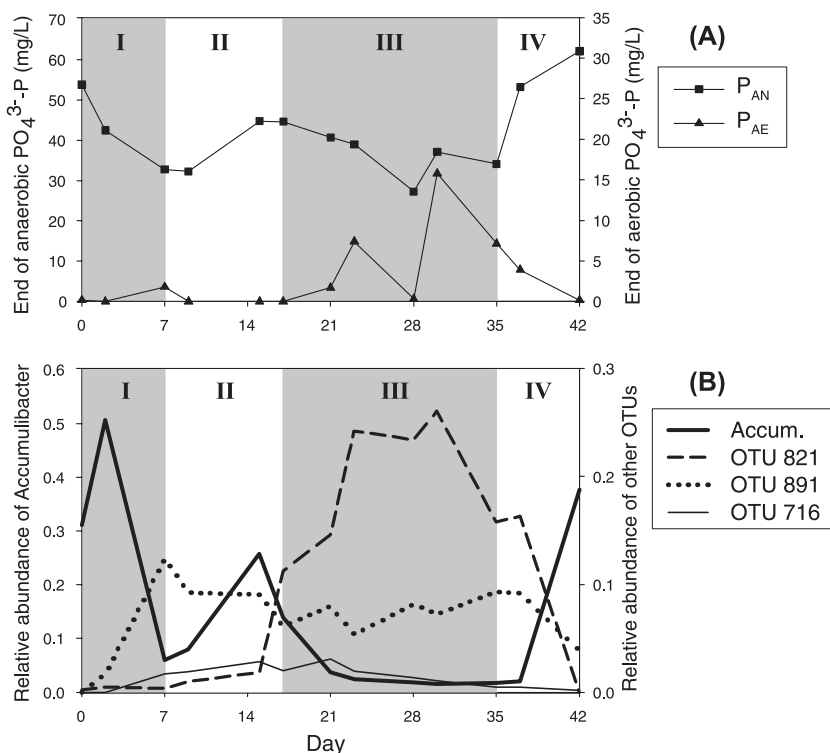 I II III IV
End of anaerobic PO₄³⁻-P (mg/L)
70
60
50
40
30
20
10
0
End of aerobic PO₄³⁻-P (mg/L)
35
30
25
20
15
10
5
0
0 7 14 21 28 35 42
(A)
P_AN
P_AE
I II III IV
Relative abundance of Accumulibacter
0.6
0.5
0.4
0.3
0.2
0.1
0.0
Relative abundance of other OTUs
0.3
0.2
0.1
0.0
0 7 14 21 28 35 42
Day
(B)
Accum.
OTU 821
OTU 891
OTU 716